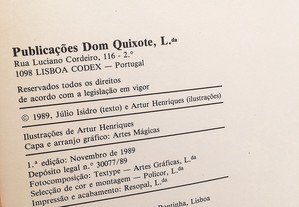 Publicações Dom Quixote, L.da
Rua Luciano Cordeiro, 116 - 2.º
1098 LISBOA CODEX — Portugal
Reservados todos os direitos
de acordo com a legislação em vigor
© 1989, Júlio Isidro (texto) e Artur Henriques (ilustrações)
Ilustrações de Artur Henriques
Capa e arranjo gráfico: Artes Mágicas
1.ª edição: Novembro de 1989
Depósito legal n.º 30077/89
Fotocomposição: Textype — Artes Gráficas, L.da
Selecção de cor e montagem — Policor, L.da
Impressão e acabamento: Resopal, L.da
Lisboa